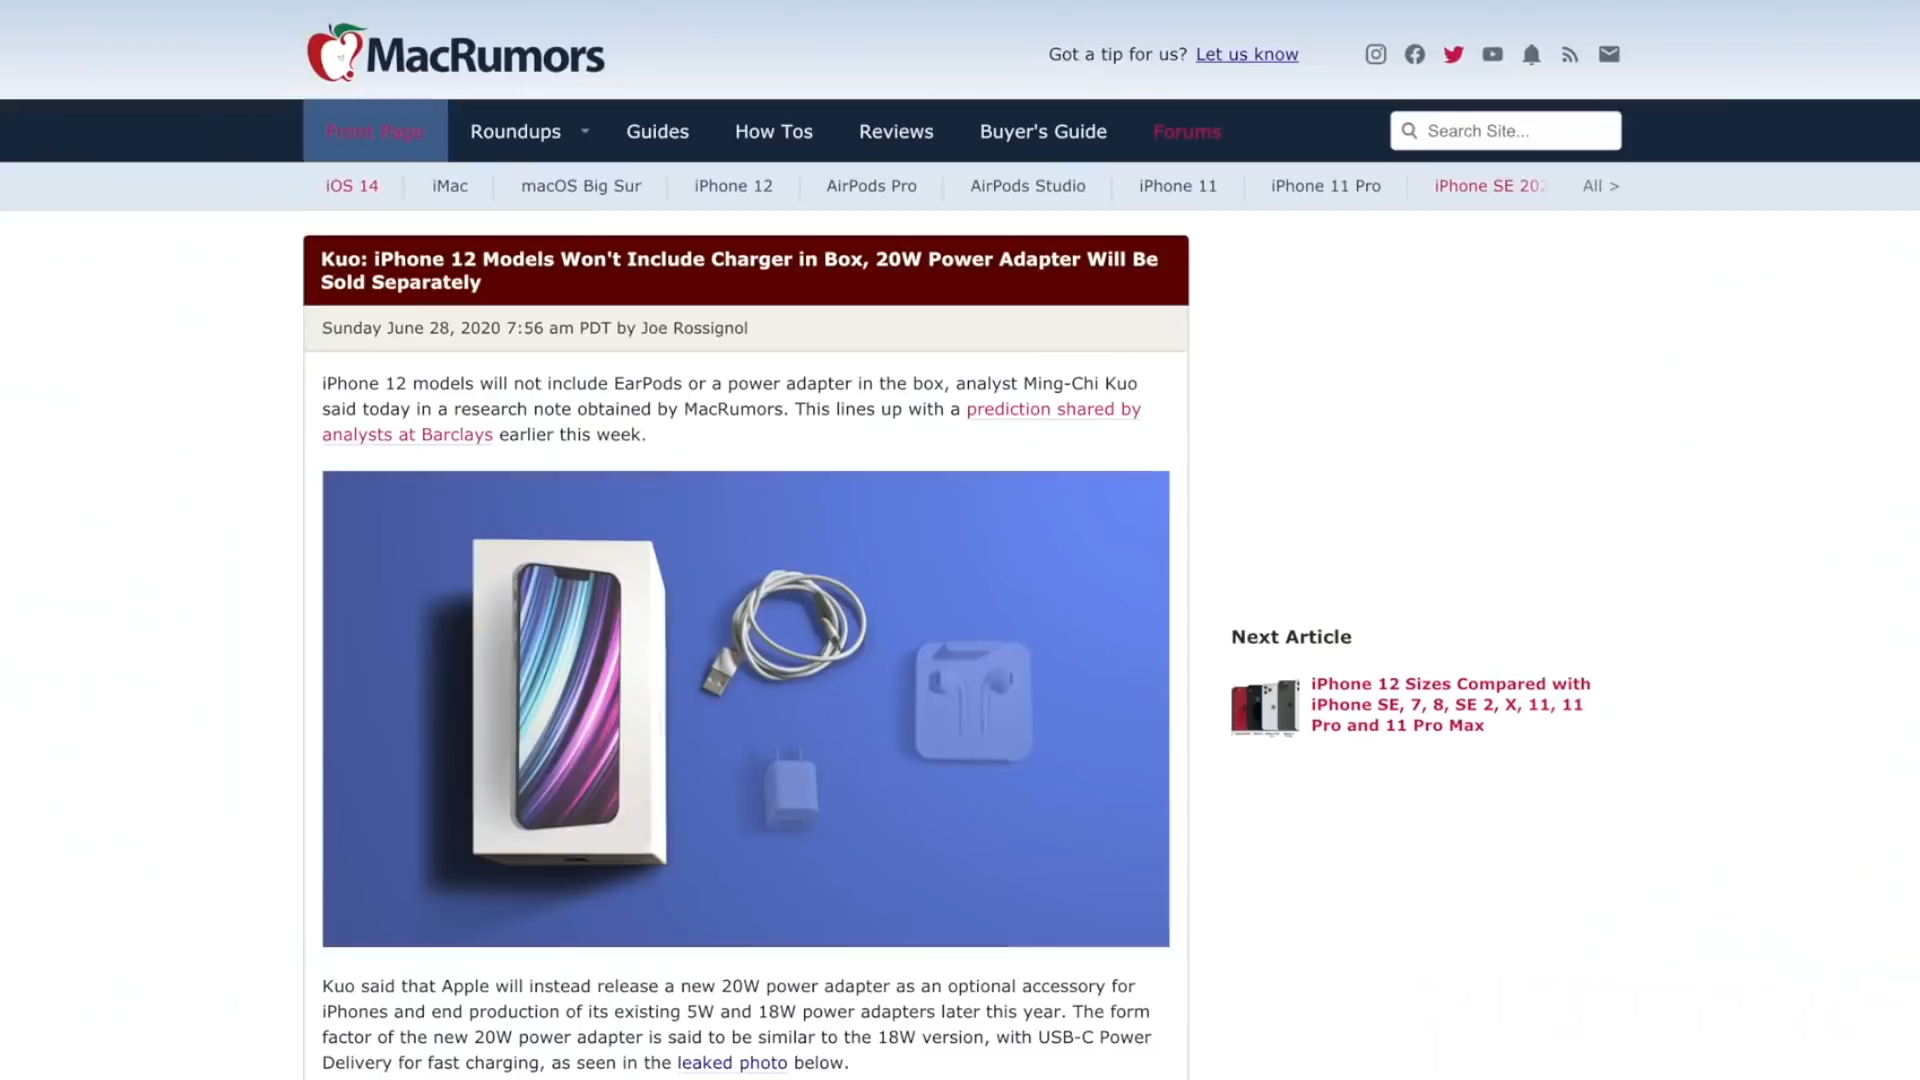 MacRumors
Got a tip for us? Let us know
Front Page
Roundups
Guides
How Tos
Reviews
Buyer's Guide
Forums
Search Site...
iOS 14
iMac
macOS Big Sur
iPhone 12
AirPods Pro
AirPods Studio
iPhone 11
iPhone 11 Pro
iPhone SE 202
All >
Kuo: iPhone 12 Models Won't Include Charger in Box, 20W Power Adapter Will Be
Sold Separately
Sunday June 28, 2020 7:56 am PDT by Joe Rossignol
iPhone 12 models will not include EarPods or a power adapter in the box, analyst Ming-Chi Kuo
said today in a research note obtained by MacRumors. This lines up with a prediction shared by
analysts at Barclays earlier this week.
Kuo said that Apple will instead release a new 20W power adapter as an optional accessory for
iPhones and end production of its existing 5W and 18W power adapters later this year. The form
factor of the new 20W power adapter is said to be similar to the 18W version, with USB-C Power
Delivery for fast charging, as seen in the leaked photo below.
Next Article
iPhone 12 Sizes Compared with
iPhone SE, 7, 8, SE 2, X, 11, 11
Pro and 11 Pro Max